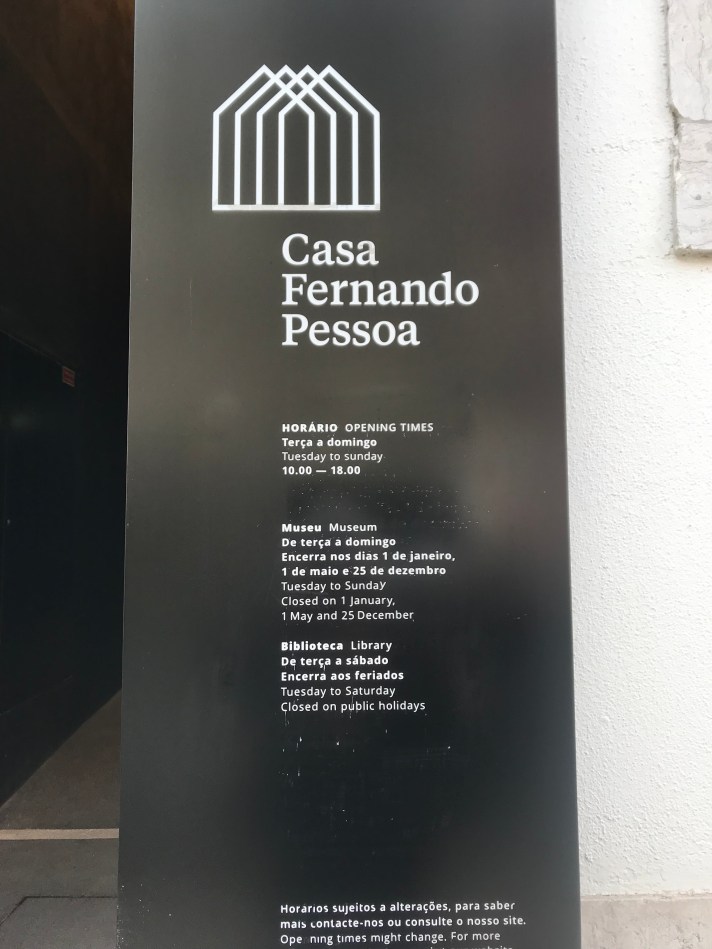 Casa
Fernando
Pessoa
HORÁRIO OPENING TIMES
Terça a domingo
Tuesday to sunday
10.00 — 18.00
Museu Museum
De terça a domingo
Encerra nos dias 1 de janeiro,
1 de maio e 25 de dezembro
Tuesday to Sunday
Closed on 1 January,
1 May and 25 December
Biblioteca Library
De terça a sábado
Encerra aos feriados
Tuesday to Saturday
Closed on public holidays
Horários sujeitos a alterações, para saber
mais contacte-nos ou consulte o nosso site.
Ope ning times might change. For more